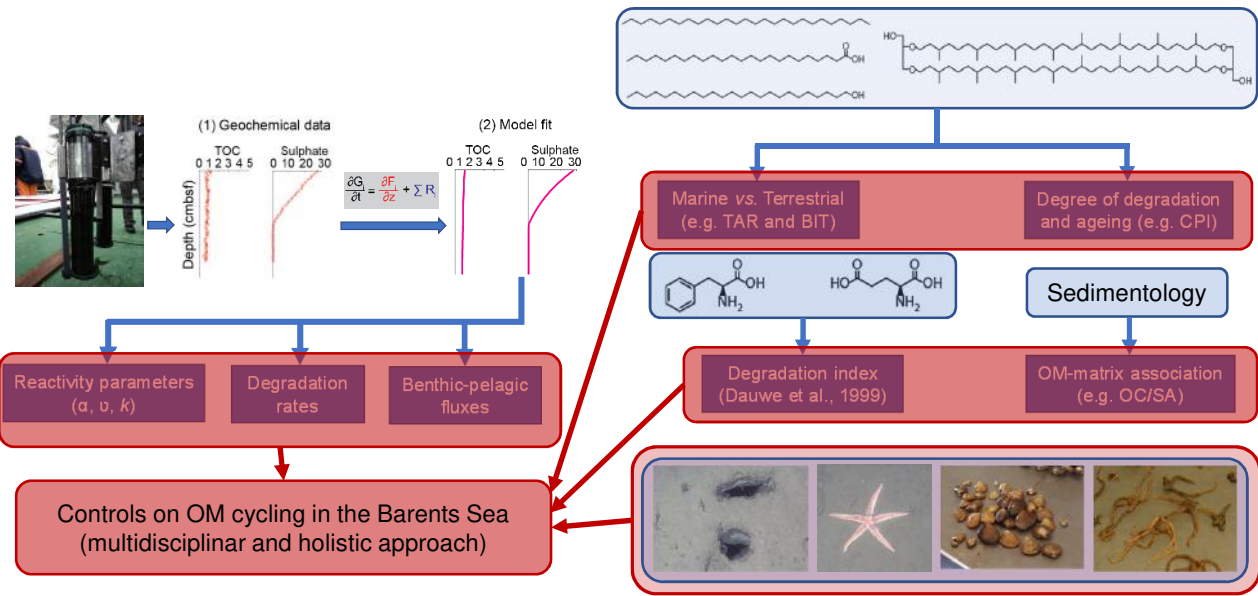 (1) Geochemical data
TOC
Sulphate
0 1 2 3 4 5
0 10 20 30
Depth (cmbsf)
∂Gᵢ/∂t = ∂Fᵢ/∂z + ∑ Rᵢ
(2) Model fit
TOC
Sulphate
0 1 2 3 4 5
0 10 20 30
Reactivity parameters
(α, υ, k)
Degradation
rates
Benthic-pelagic
fluxes
Controls on OM cycling in the Barents Sea
(multidisciplinar and holistic approach)
O
OH
OH
HO
O
O
O
O
OH
Marine vs. Terrestrial
(e.g. TAR and BIT)
Degree of degradation
and ageing (e.g. CPI)
O
OH
NH₂
O
HO
O
OH
NH₂
Sedimentology
Degradation index
(Dauwe et al., 1999)
OM-matrix association
(e.g. OC/SA)